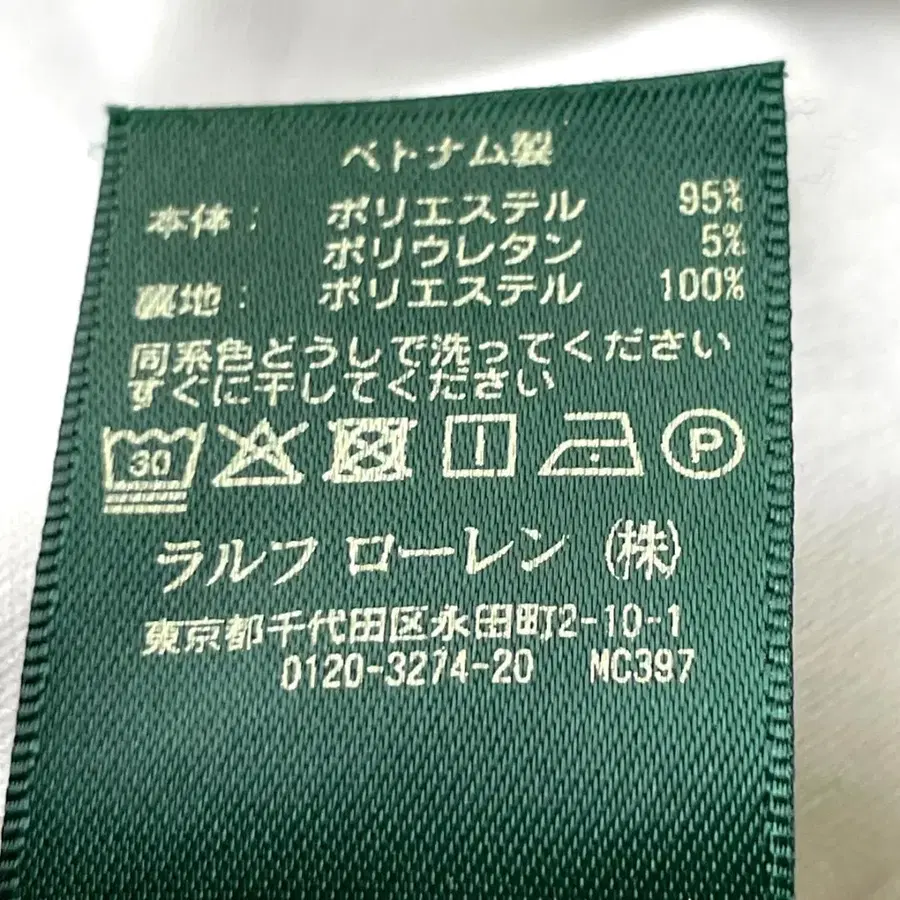 ベトナム製
本体： ポリエステル 95%
ポリウレタン 5%
裏地： ポリエステル 100%
同系色どうしで洗ってください
すぐに干してください
30 P
ラルフ ローレン （株）
東京都千代田区永田町2-10-1
0120-3274-20 MC397